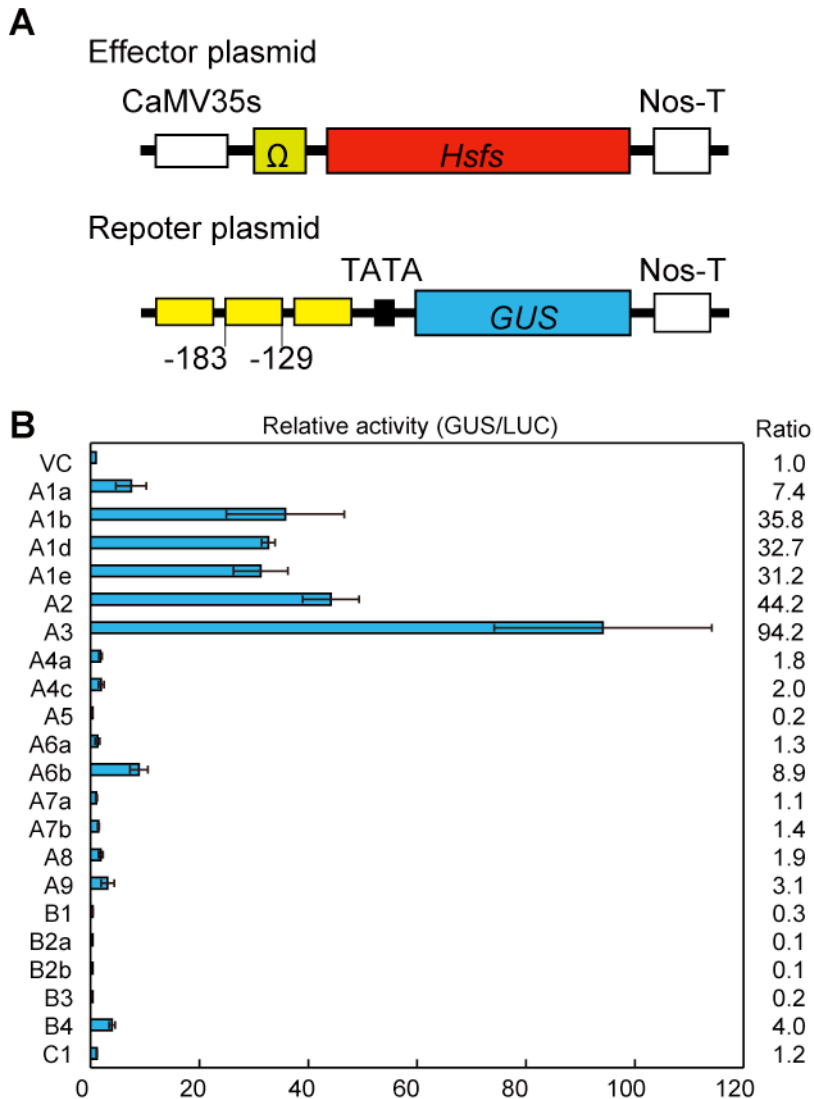 A
Effector plasmid
CaMV35s Nos-T
Ω Hsfs
Repoter plasmid
TATA Nos-T
GUS
-183 -129
B Relative activity (GUS/LUC) Ratio
VC 1.0
A1a 7.4
A1b 35.8
A1d 32.7
A1e 31.2
A2 44.2
A3 94.2
A4a 1.8
A4c 2.0
A5 0.2
A6a 1.3
A6b 8.9
A7a 1.1
A7b 1.4
A8 1.9
A9 3.1
B1 0.3
B2a 0.1
B2b 0.1
B3 0.2
B4 4.0
C1 1.2
0 20 40 60 80 100 120